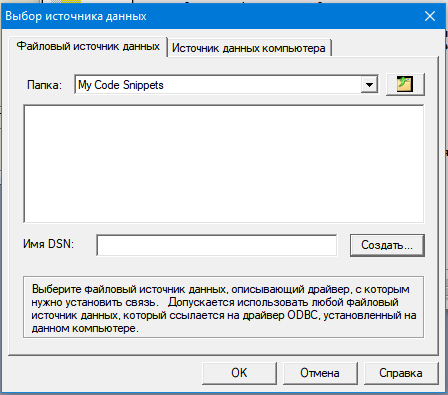 Выбор источника данных
Файловый источник данных
Источник данных компьютера
Папка:
My Code Snippets
Имя DSN:
Создать...
Выберите файловый источник данных, описывающий драйвер, с которым
нужно установить связь. Допускается использовать любой файловый
источник данных, который ссылается на драйвер ODBC, установленный на
данном компьютере.
OK
Отмена
Справка